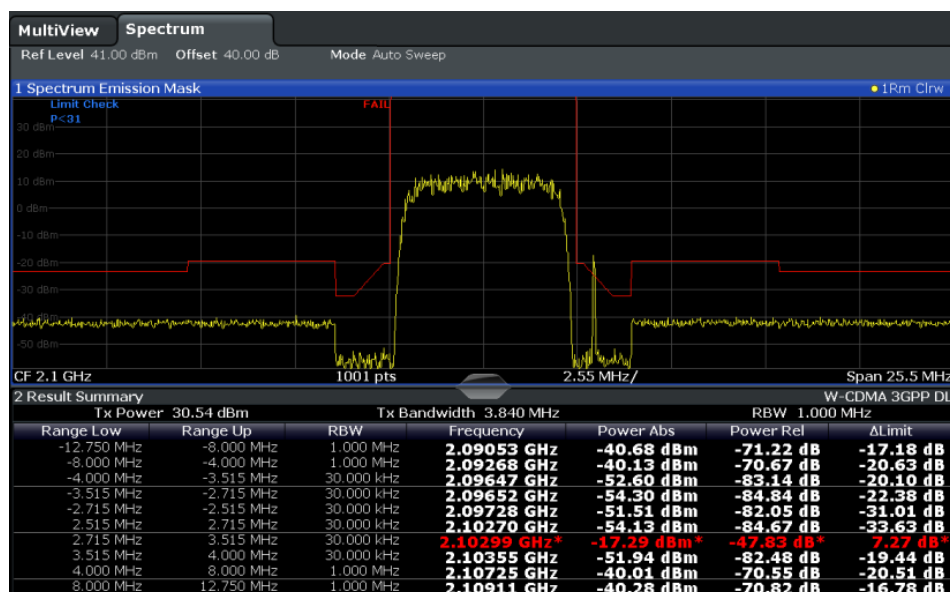 MultiView Spectrum
Ref Level 41.00 dBm Offset 40.00 dB Mode Auto Sweep
1 Spectrum Emission Mask 1Rm Clrw
Limit Check FAIL
P<31
30 dBm
20 dBm
10 dBm
0 dBm
-10 dBm
-20 dBm
-30 dBm
-40 dBm
-50 dBm
CF 2.1 GHz 1001 pts 2.55 MHz/ Span 25.5 MHz
2 Result Summary W-CDMA 3GPP DL
Tx Power 30.54 dBm Tx Bandwidth 3.840 MHz RBW 1.000 MHz
Range Low Range Up RBW Frequency Power Abs Power Rel ΔLimit
-12.750 MHz -8.000 MHz 1.000 MHz 2.09053 GHz -40.68 dBm -71.22 dB -17.18 dB
-8.000 MHz -4.000 MHz 1.000 MHz 2.09268 GHz -40.13 dBm -70.67 dB -20.63 dB
-4.000 MHz -3.515 MHz 30.000 kHz 2.09647 GHz -52.60 dBm -83.14 dB -20.10 dB
-3.515 MHz -2.715 MHz 30.000 kHz 2.09652 GHz -54.30 dBm -84.84 dB -22.38 dB
-2.715 MHz -2.515 MHz 30.000 kHz 2.09728 GHz -51.51 dBm -82.05 dB -31.01 dB
2.515 MHz 2.715 MHz 30.000 kHz 2.10270 GHz -54.13 dBm -84.67 dB -33.63 dB
2.715 MHz 3.515 MHz 30.000 kHz 2.10299 GHz* -17.29 dBm* -47.83 dB* 7.27 dB*
3.515 MHz 4.000 MHz 30.000 kHz 2.10355 GHz -51.94 dBm -82.48 dB -19.44 dB
4.000 MHz 8.000 MHz 1.000 MHz 2.10725 GHz -40.01 dBm -70.55 dB -20.51 dB
8.000 MHz 12.750 MHz 1.000 MHz 2.10911 GHz -40.28 dBm -70.82 dB -16.78 dB